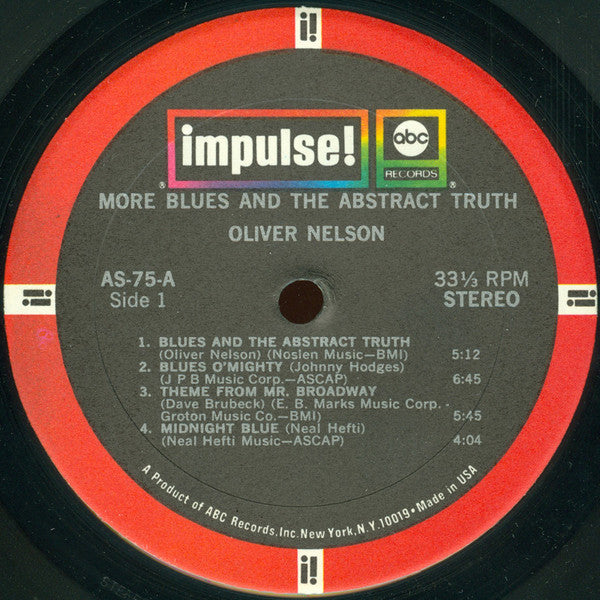 i!
impulse!
abc
RECORDS
® ®
MORE BLUES AND THE ABSTRACT TRUTH
OLIVER NELSON
AS-75-A
Side 1
33⅓ RPM
STEREO
i!
i!
1. BLUES AND THE ABSTRACT TRUTH
(Oliver Nelson) (Noslen Music—BMI) 5:12
2. BLUES O'MIGHTY (Johnny Hodges)
(J P B Music Corp.—ASCAP) 6:45
3. THEME FROM MR. BROADWAY
(Dave Brubeck) (E. B. Marks Music Corp. -
Groton Music Co.—BMI) 5:45
4. MIDNIGHT BLUE (Neal Hefti)
(Neal Hefti Music—ASCAP) 4:04
A Product of ABC Records, Inc. New York, N.Y. 10019 • Made in USA
i!